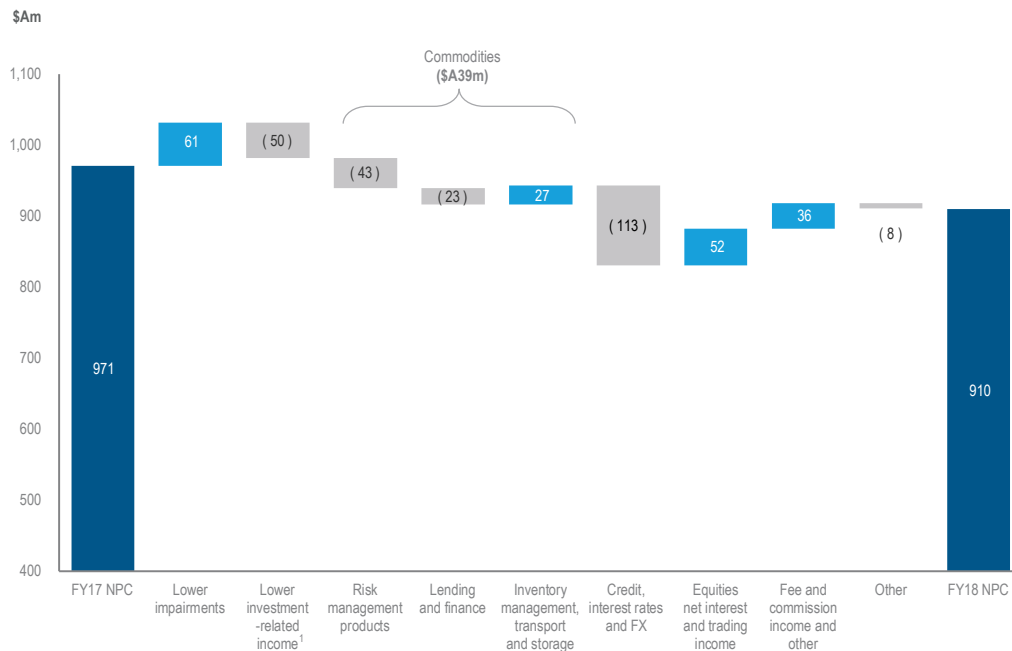 $Am
Commodities
($A39m)
1,100
1,000
900
800
700
600
500
400
971
61
( 50 )
( 43 )
( 23 )
27
( 113 )
52
36
( 8 )
910
FY17 NPC
Lower
impairments
Lower
investment
-related
income1
Risk
management
products
Lending
and finance
Inventory
management,
transport
and storage
Credit,
interest rates
and FX
Equities
net interest
and trading
income
Fee and
commission
income and
other
Other
FY18 NPC